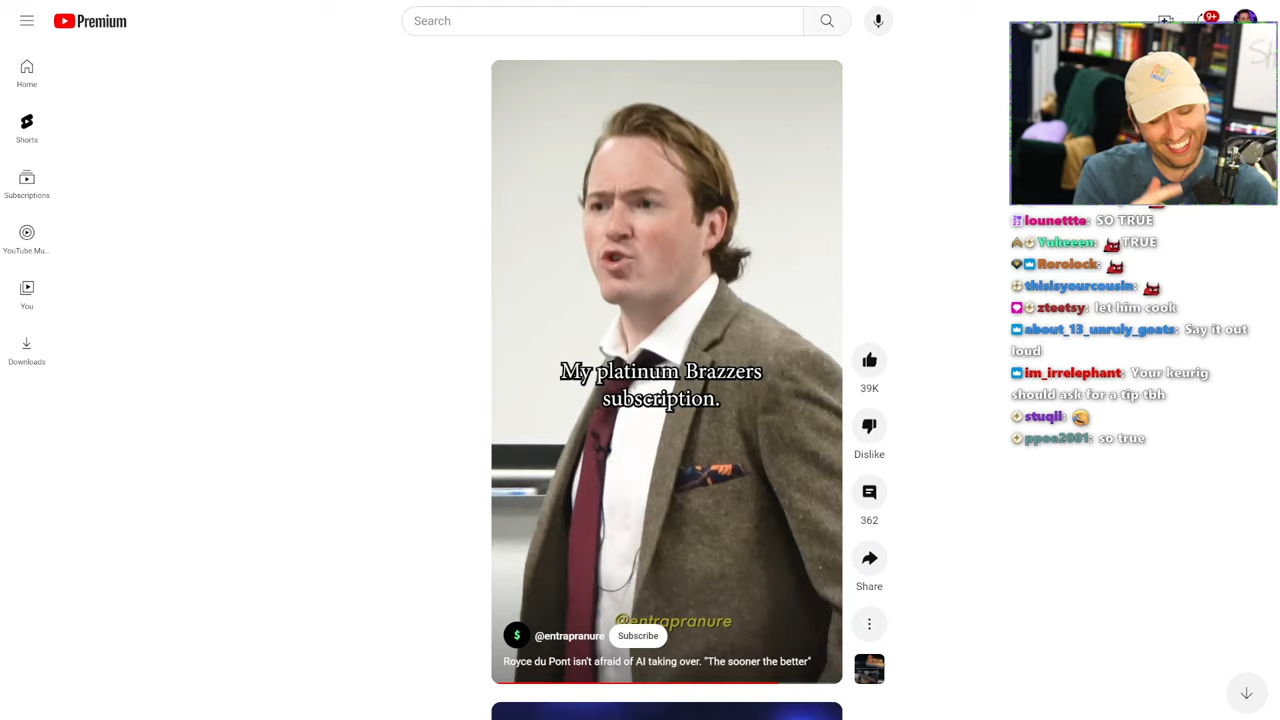 Premium
Search
9+
Home
Shorts
Subscriptions
YouTube Mu...
You
Downloads
My platinum Brazzers
subscription.
@entrapranure
$ @entrapranure Subscribe
Royce du Pont isn't afraid of AI taking over. "The sooner the better"
39K
Dislike
362
Share
lounettte: SO TRUE
Yukeeen: TRUE
Rorolock:
thisisyourcousin:
zteetsy: let him cook
about_13_unruly_goats: Say it out
loud
im_irrelephant: Your keurig
should ask for a tip tbh
stuqii:
ppoe2001: so true